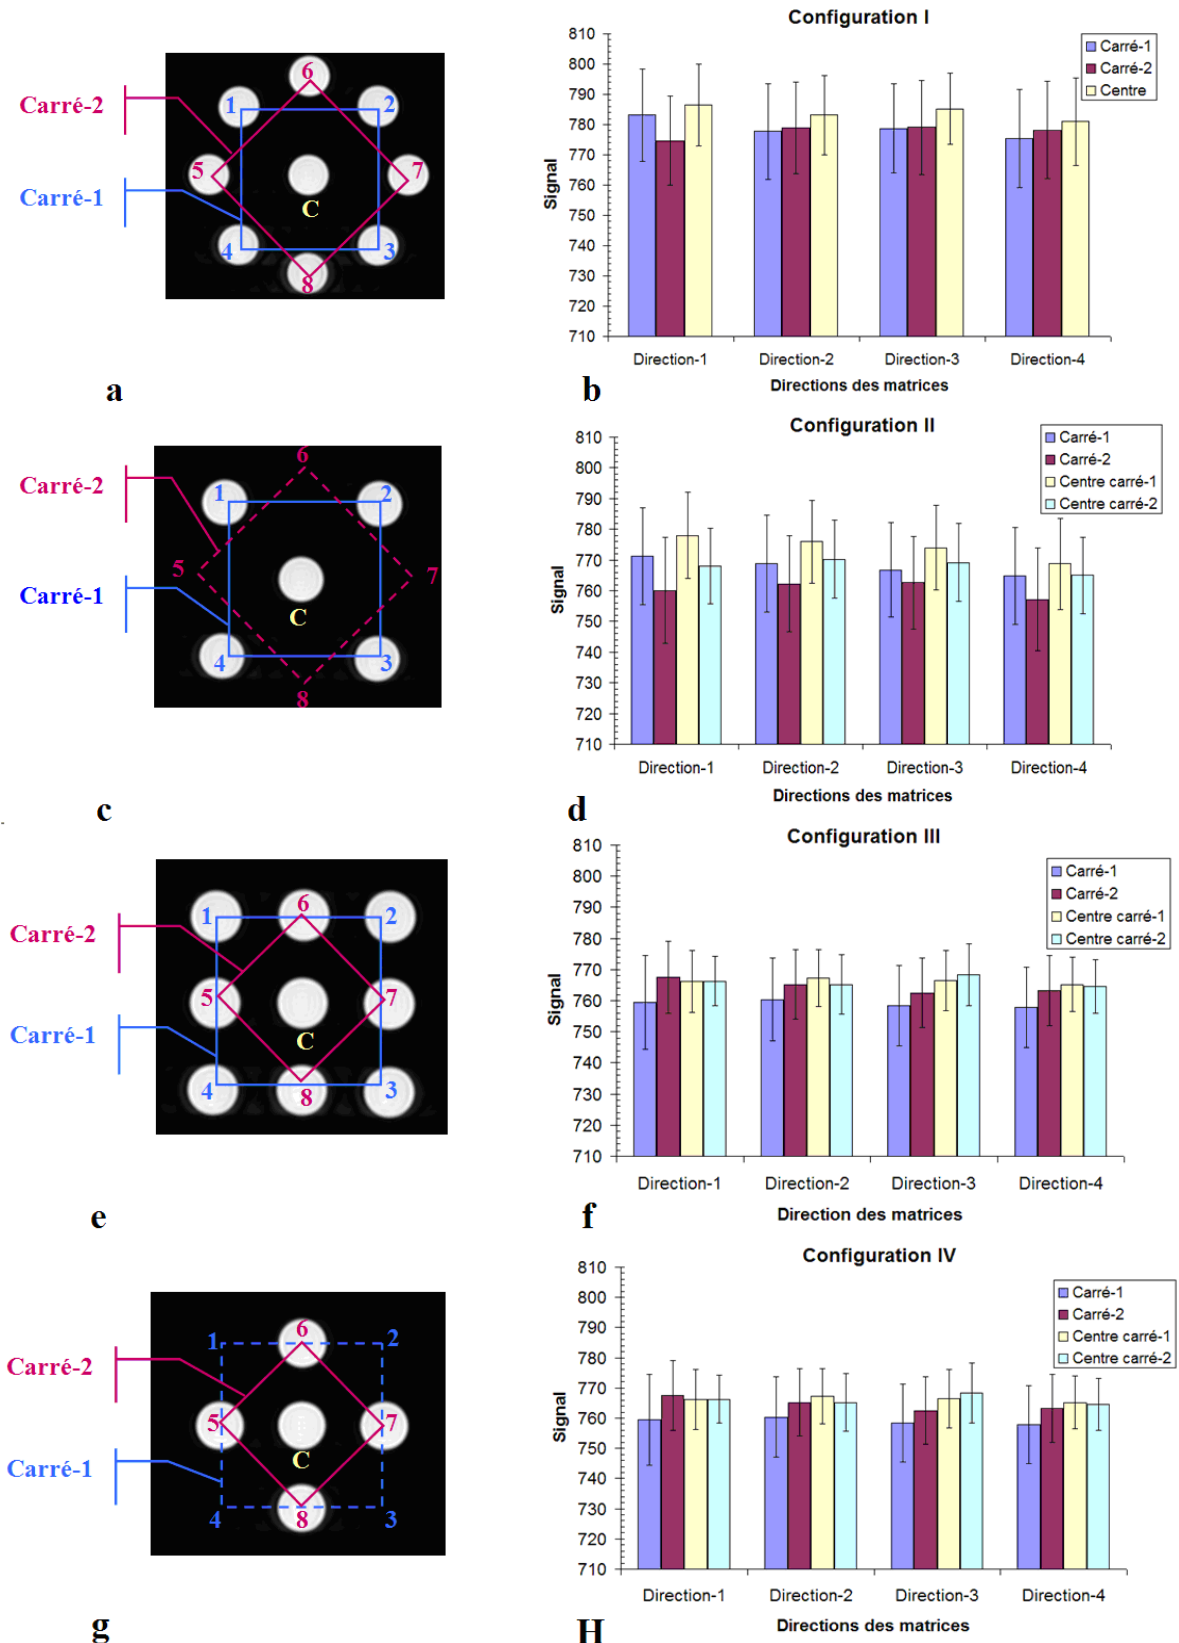 Configuration I
Carré-2
Carré-1
6
1
2
5
7
C
4
3
8
a
Signal
810
800
790
780
770
760
750
740
730
720
710
Carré-1
Carré-2
Centre
Direction-1 Direction-2 Direction-3 Direction-4
Directions des matrices
b
Configuration II
Carré-2
Carré-1
6
1
2
5
7
C
4
3
8
c
Signal
810
800
790
780
770
760
750
740
730
720
710
Carré-1
Carré-2
Centre carré-1
Centre carré-2
Direction-1 Direction-2 Direction-3 Direction-4
Directions des matrices
d
Configuration III
Carré-2
Carré-1
1
6
2
5
7
C
4
8
3
e
Signal
810
800
790
780
770
760
750
740
730
720
710
Carré-1
Carré-2
Centre carré-1
Centre carré-2
Direction-1 Direction-2 Direction-3 Direction-4
Direction des matrices
f
Configuration IV
Carré-2
Carré-1
6
1
2
5
7
C
4
8
3
g
Signal
810
800
790
780
770
760
750
740
730
720
710
Carré-1
Carré-2
Centre carré-1
Centre carré-2
Direction-1 Direction-2 Direction-3 Direction-4
Directions des matrices
H